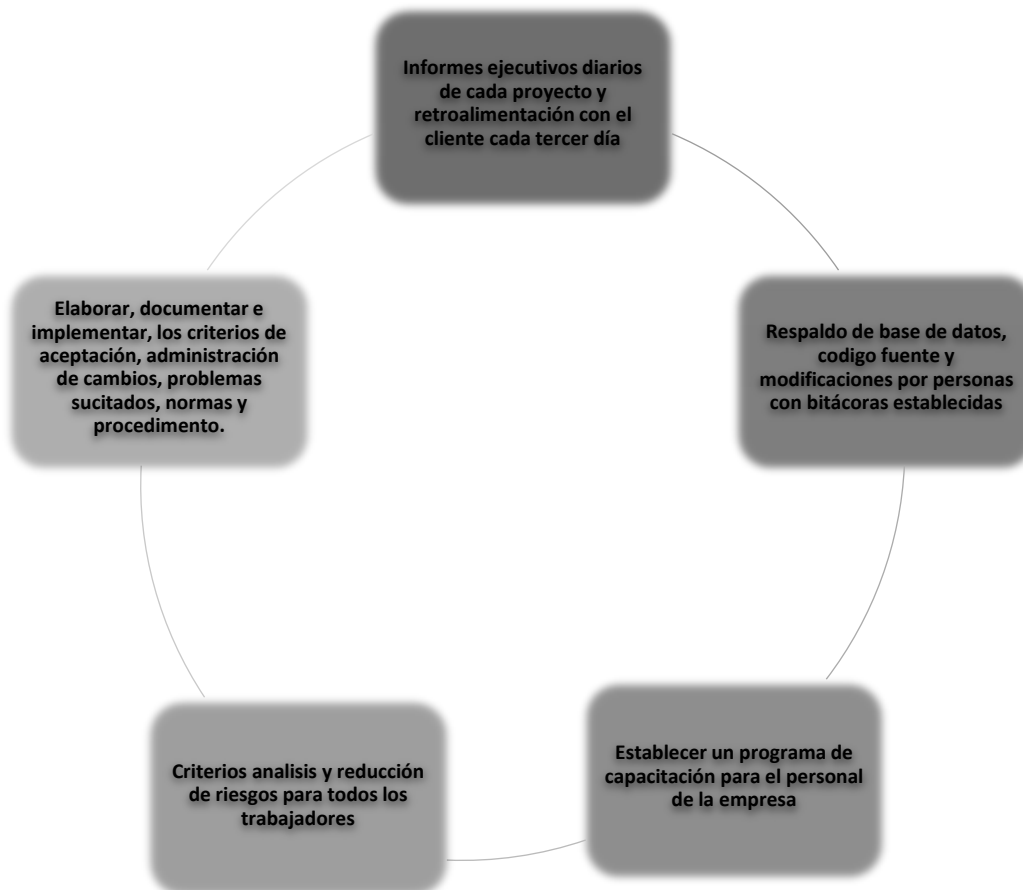 Informes ejecutivos diarios
de cada proyecto y
retroalimentación con el
cliente cada tercer día
Respaldo de base de datos,
codigo fuente y
modificaciones por personas
con bitácoras establecidas
Establecer un programa de
capacitación para el personal
de la empresa
Criterios analisis y reducción
de riesgos para todos los
trabajadores
Elaborar, documentar e
implementar, los criterios de
aceptación, administración
de cambios, problemas
sucitados, normas y
procedimento.